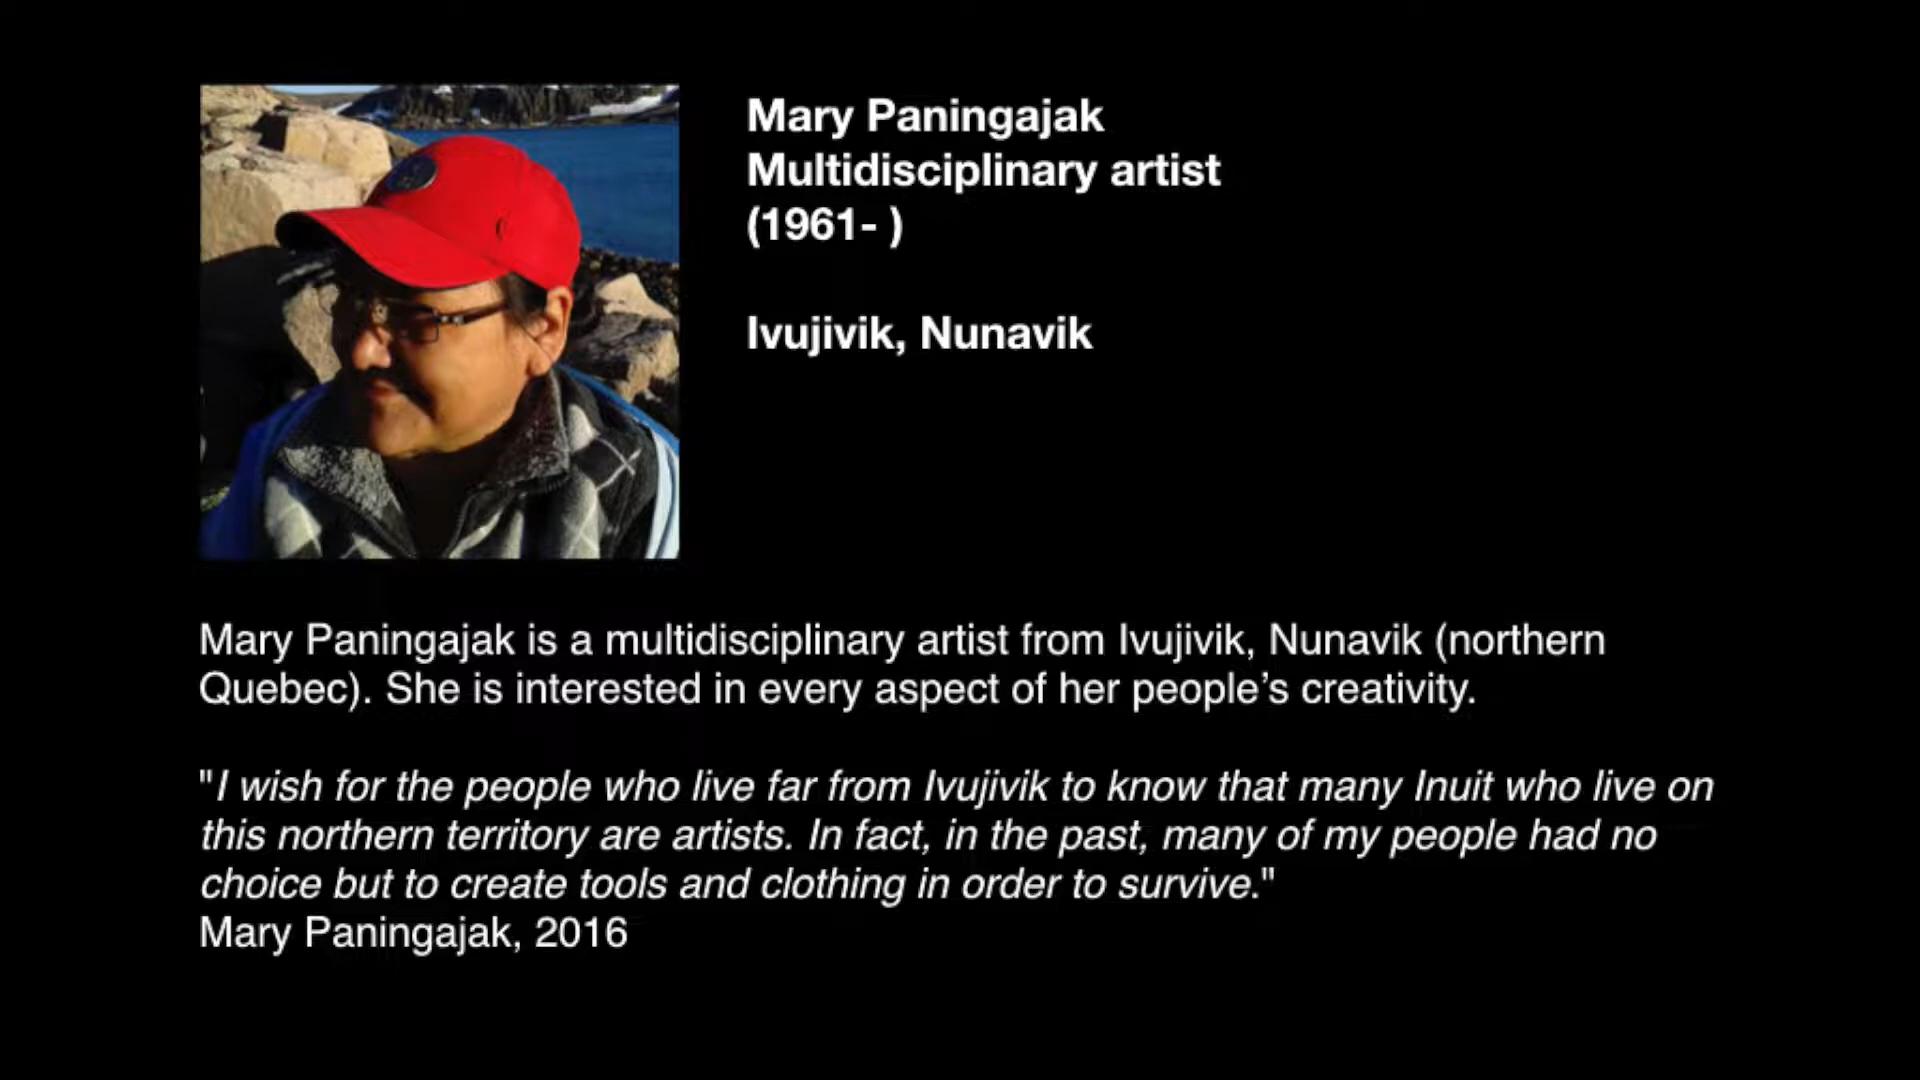 Mary Paningajak
Multidisciplinary artist
(1961- )
Ivujivik, Nunavik
Mary Paningajak is a multidisciplinary artist from Ivujivik, Nunavik (northern
Quebec). She is interested in every aspect of her people’s creativity.
"I wish for the people who live far from Ivujivik to know that many Inuit who live on
this northern territory are artists. In fact, in the past, many of my people had no
choice but to create tools and clothing in order to survive."
Mary Paningajak, 2016